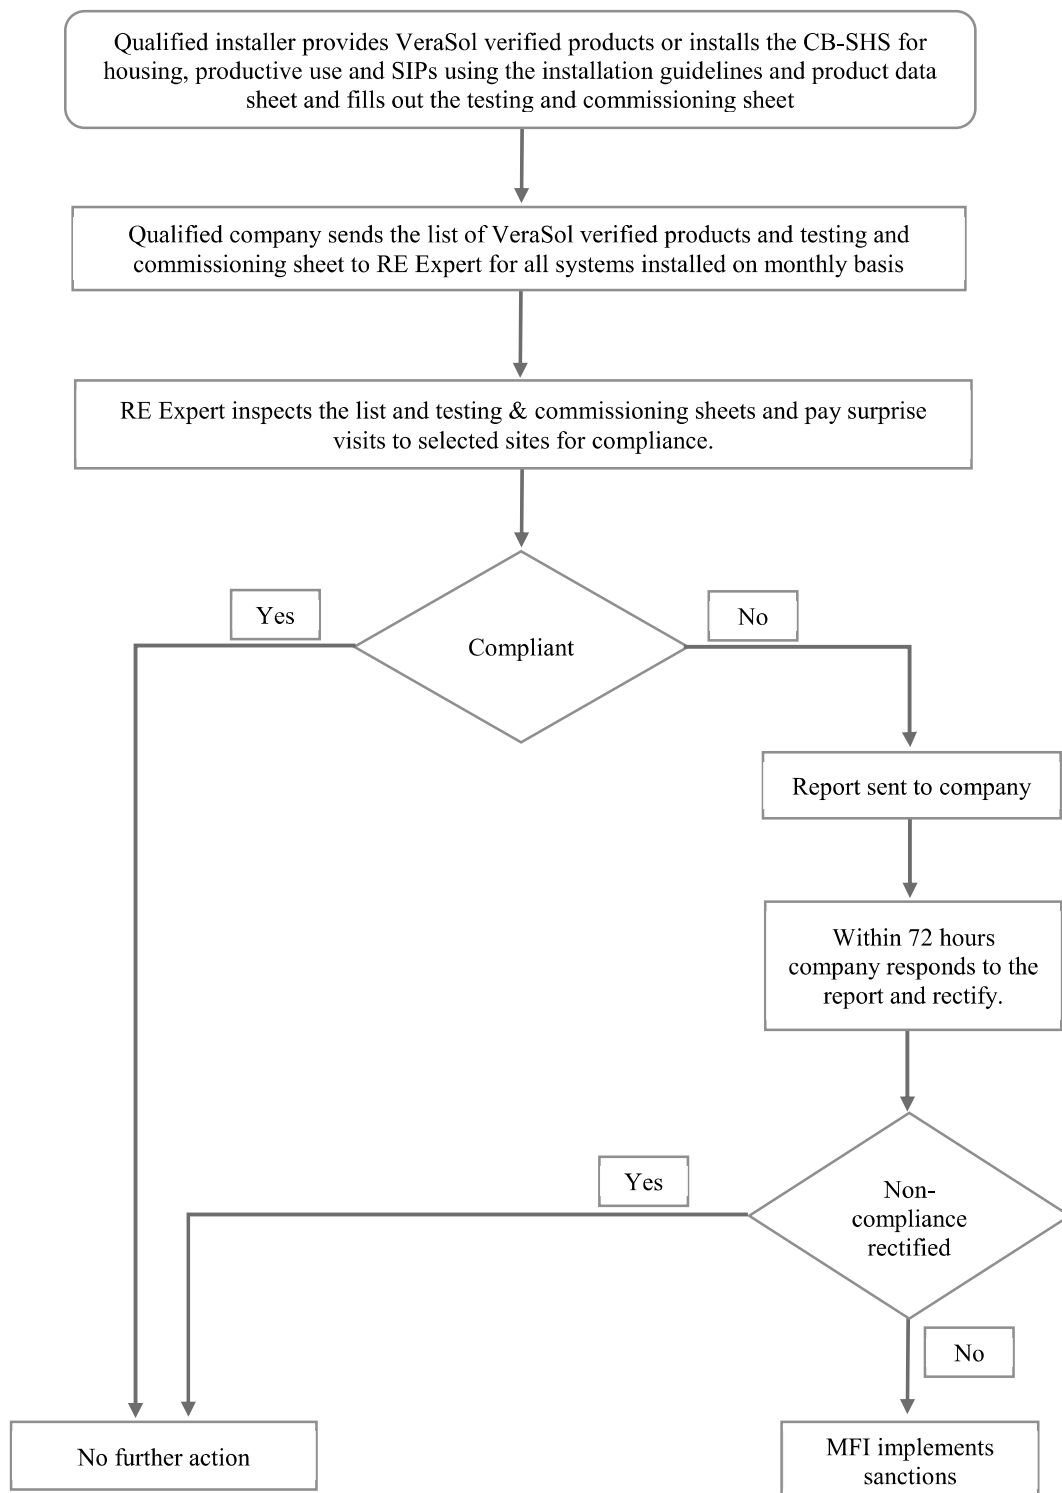 Qualified installer provides VeraSol verified products or installs the CB-SHS for
housing, productive use and SIPs using the installation guidelines and product data
sheet and fills out the testing and commissioning sheet
Qualified company sends the list of VeraSol verified products and testing and
commissioning sheet to RE Expert for all systems installed on monthly basis
RE Expert inspects the list and testing & commissioning sheets and pay surprise
visits to selected sites for compliance.
Yes
No
Compliant
Report sent to company
Within 72 hours
company responds to the
report and rectify.
Yes
Non-
compliance
rectified
No
No further action
MFI implements
sanctions